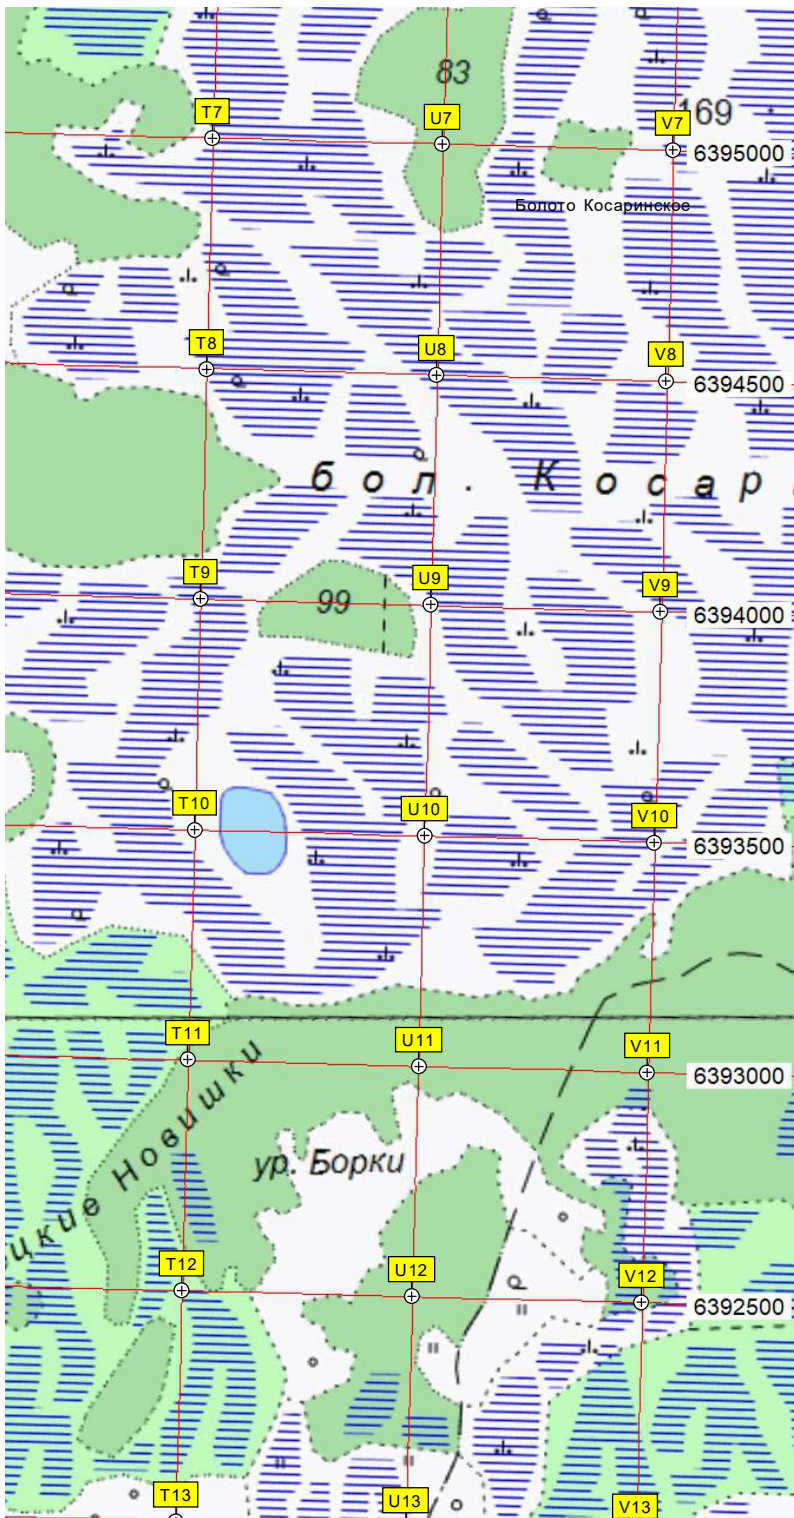 83
T7
U7
V7
169
6395000
Болото Косаринское
T8
U8
V8
6394500
бол. Косар
T9
U9
V9
99
6394000
T10
U10
V10
6393500
T11
U11
V11
6393000
цкие Новишки
ур. Борки
T12
U12
V12
6392500
T13
U13
V13